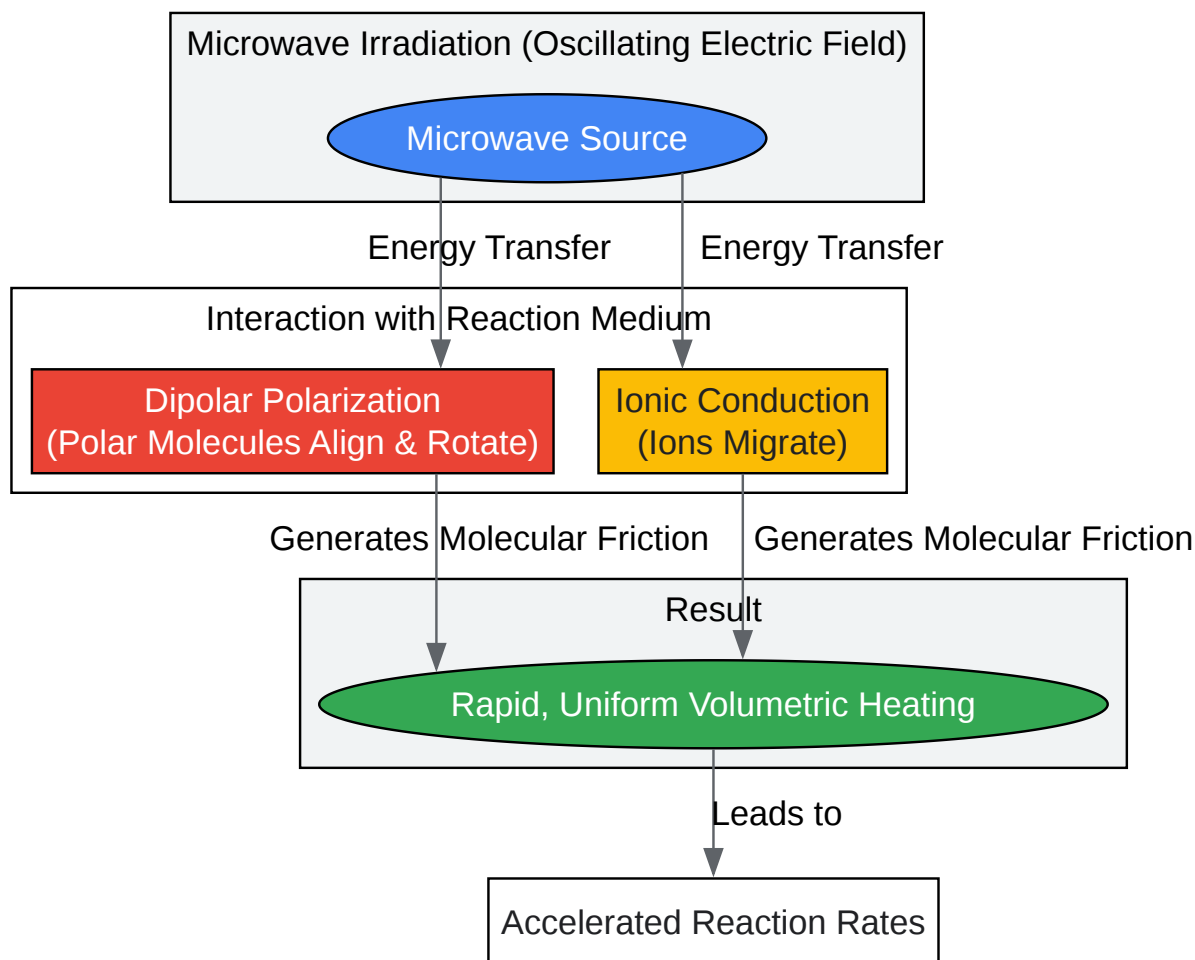 Microwave Irradiation (Oscillating Electric Field)
Microwave Source
Energy Transfer
Energy Transfer
Interaction with Reaction Medium
Dipolar Polarization
(Polar Molecules Align & Rotate)
Ionic Conduction
(Ions Migrate)
Generates Molecular Friction
Generates Molecular Friction
Result
Rapid, Uniform Volumetric Heating
Leads to
Accelerated Reaction Rates